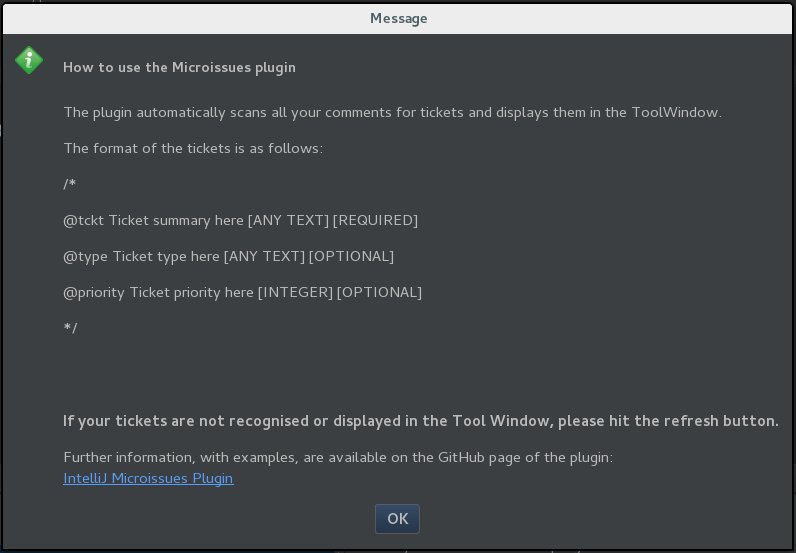 Message
How to use the Microissues plugin
The plugin automatically scans all your comments for tickets and displays them in the ToolWindow.
The format of the tickets is as follows:
/*
@tckt Ticket summary here [ANY TEXT] [REQUIRED]
@type Ticket type here [ANY TEXT] [OPTIONAL]
@priority Ticket priority here [INTEGER] [OPTIONAL]
*/
If your tickets are not recognised or displayed in the Tool Window, please hit the refresh button.
Further information, with examples, are available on the GitHub page of the plugin:
IntelliJ Microissues Plugin
OK